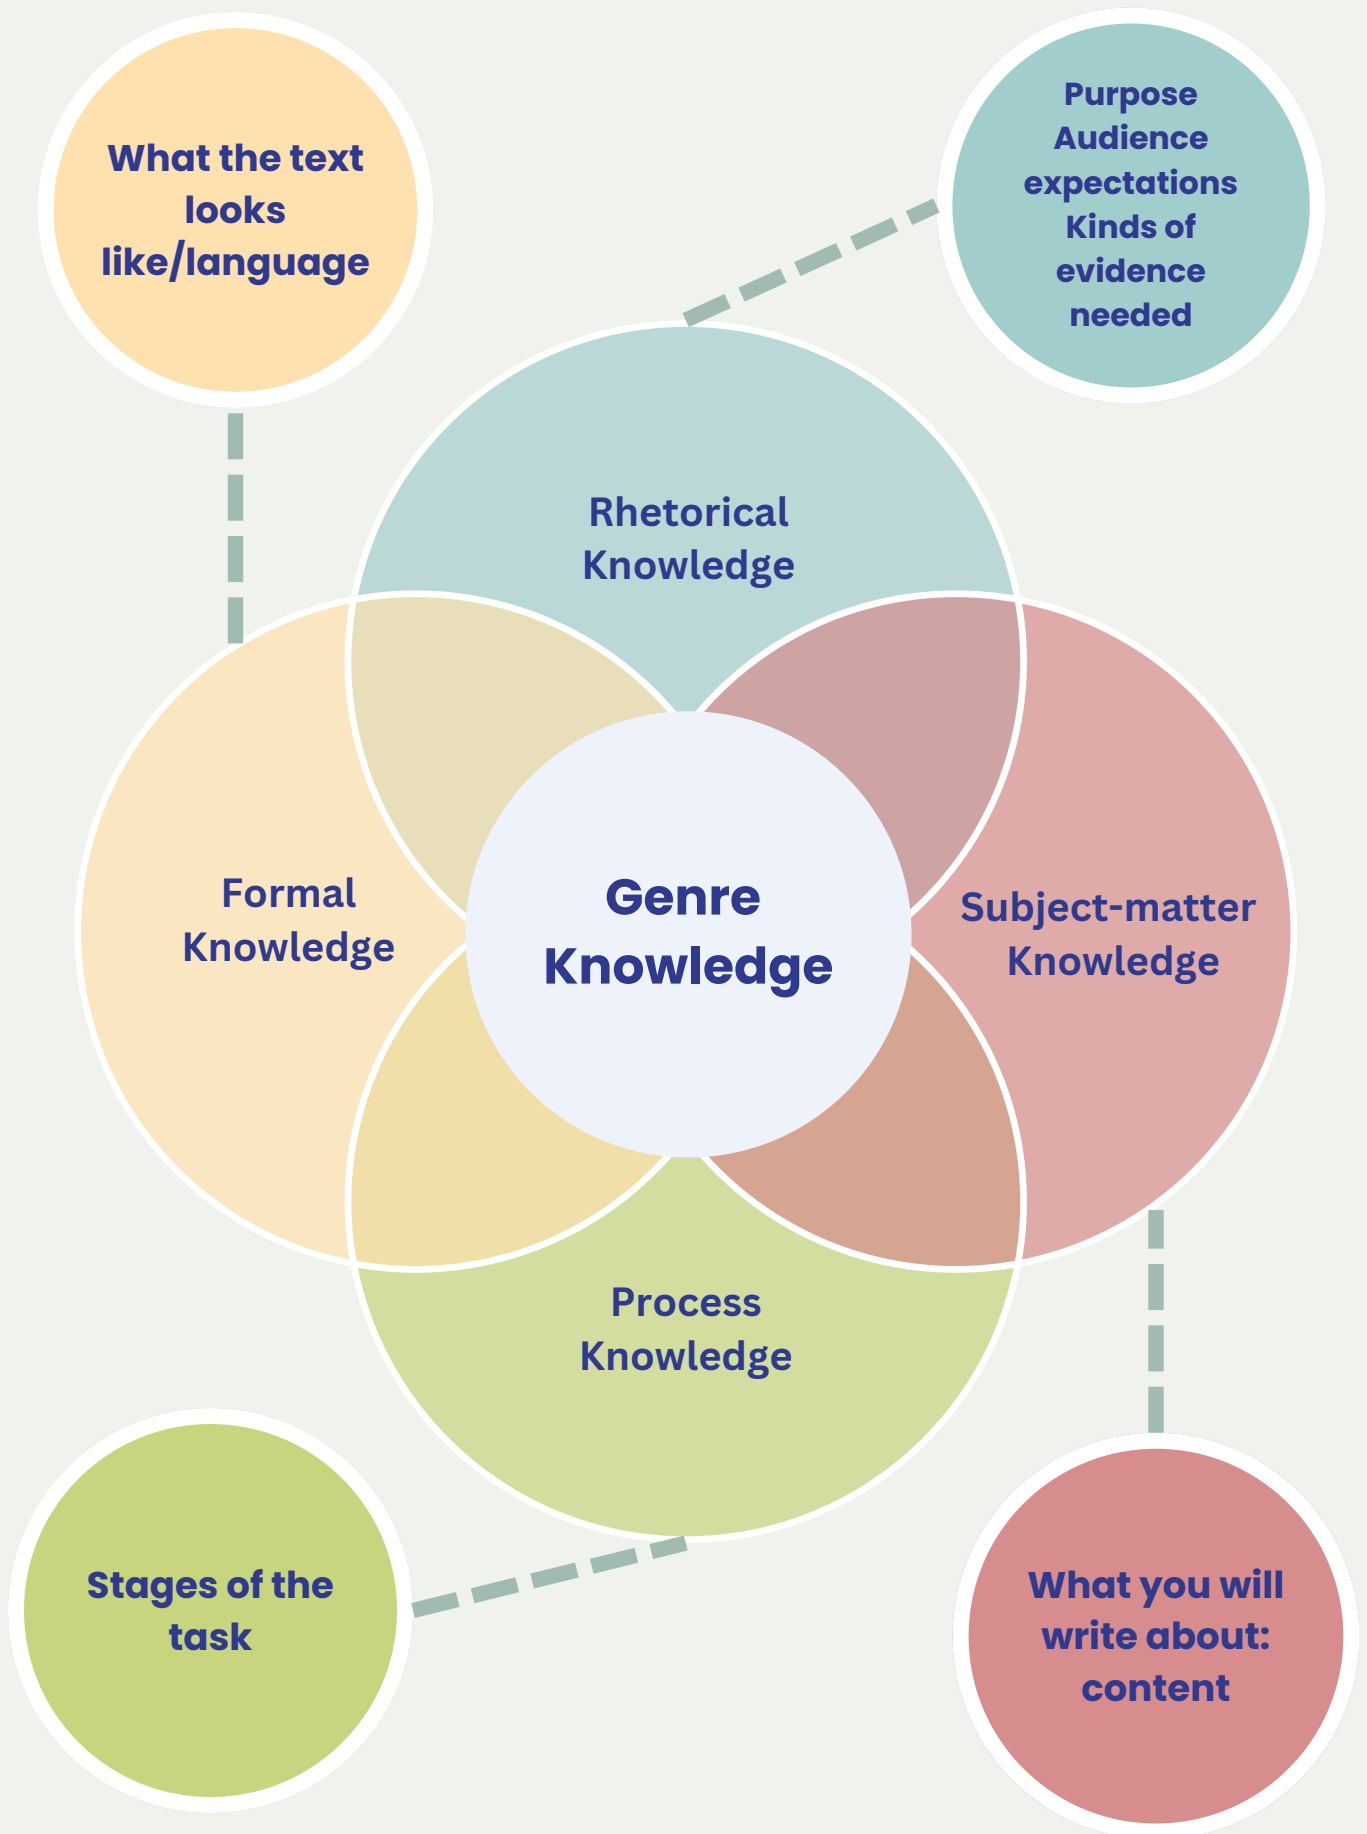 What the text
looks
like/language
Purpose
Audience
expectations
Kinds of
evidence
needed
Rhetorical
Knowledge
Formal
Knowledge
Genre
Knowledge
Subject-matter
Knowledge
Process
Knowledge
Stages of the
task
What you will
write about:
content